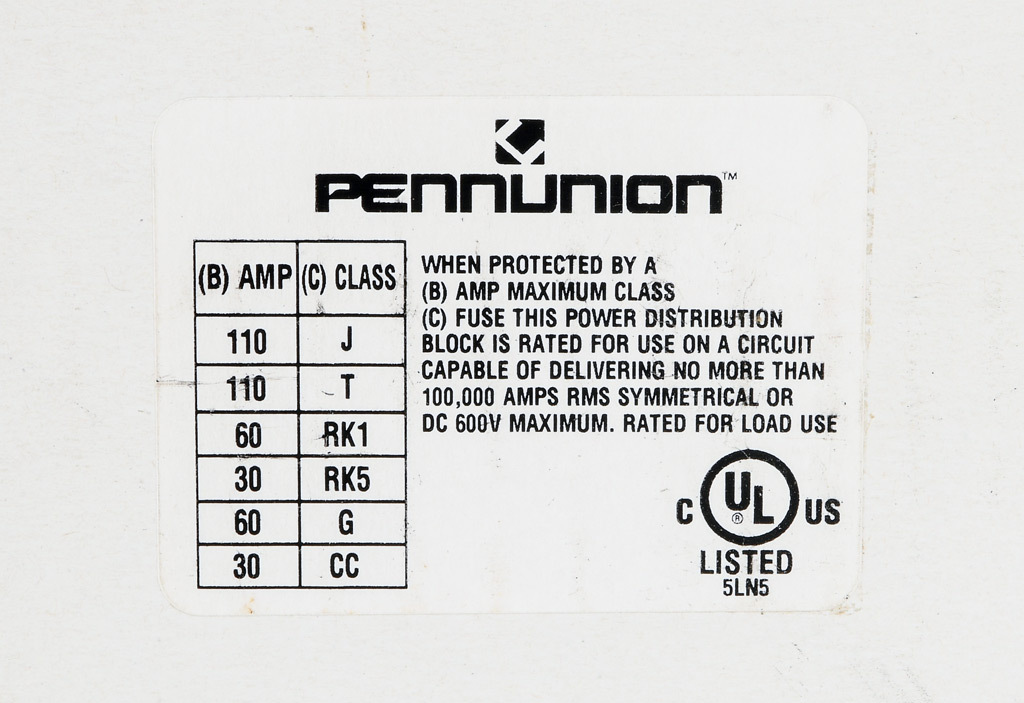 PENNUNION™
(B) AMP (C) CLASS
110 J
110 T
60 RK1
30 RK5
60 G
30 CC
WHEN PROTECTED BY A
(B) AMP MAXIMUM CLASS
(C) FUSE THIS POWER DISTRIBUTION
BLOCK IS RATED FOR USE ON A CIRCUIT
CAPABLE OF DELIVERING NO MORE THAN
100,000 AMPS RMS SYMMETRICAL OR
DC 600V MAXIMUM. RATED FOR LOAD USE
C UL® US
LISTED
5LN5